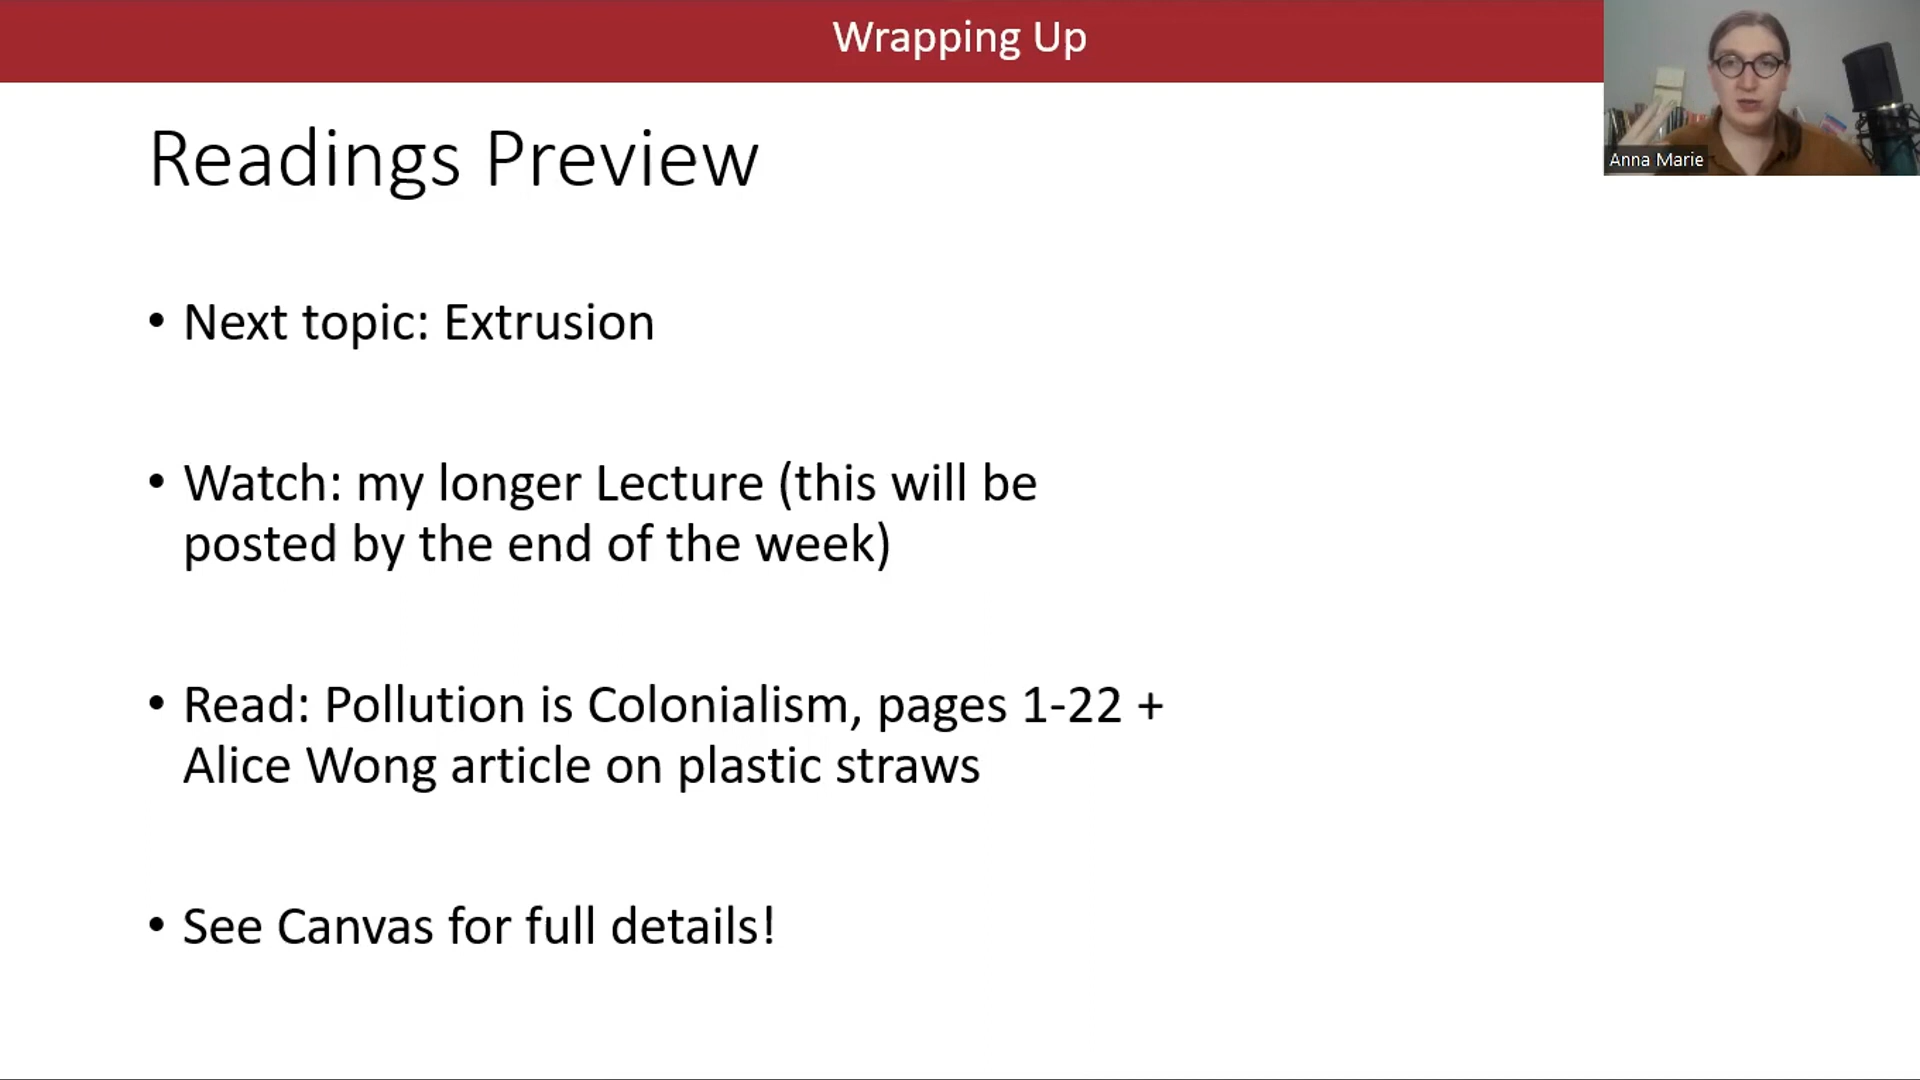 Wrapping Up
Anna Marie
Readings Preview
• Next topic: Extrusion
• Watch: my longer Lecture (this will be
posted by the end of the week)
• Read: Pollution is Colonialism, pages 1-22 +
Alice Wong article on plastic straws
• See Canvas for full details!